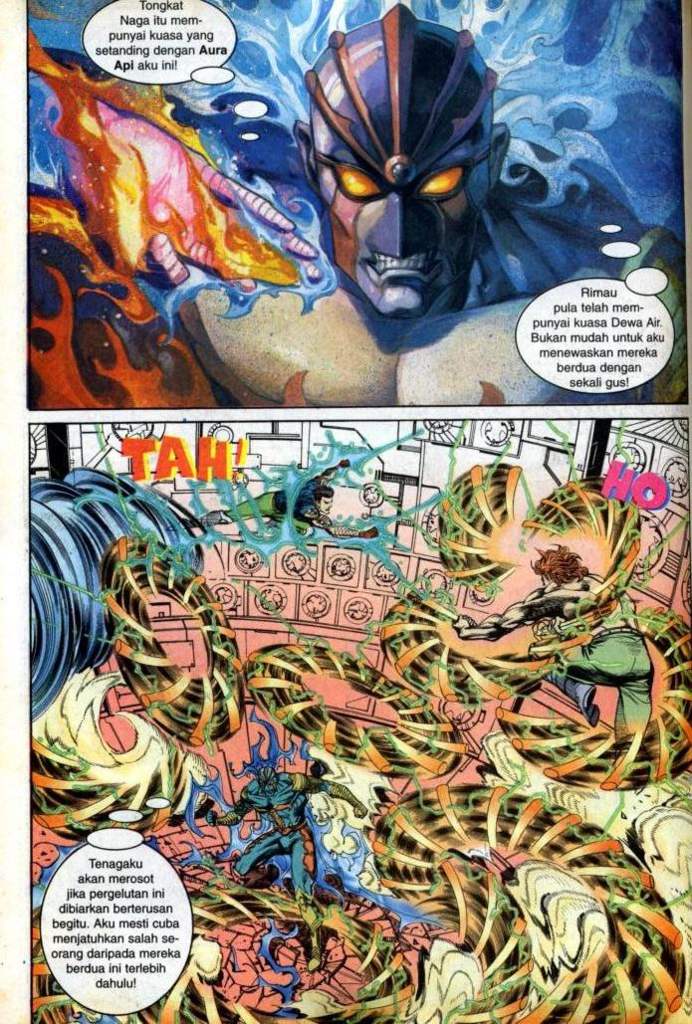 Tongkat
Naga itu mem-
punyai kuasa yang
setanding dengan Aura
Api aku ini!
Rimau
pula telah mem-
punyai kuasa Dewa Air.
Bukan mudah untuk aku
menewaskan mereka
berdua dengan
sekali gus!
TAH!
HO
Tenagaku
akan merosot
jika pergelutan ini
dibiarkan berterusan
begitu. Aku mesti cuba
menjatuhkan salah se-
orang daripada mereka
berdua ini terlebih
dahulu!